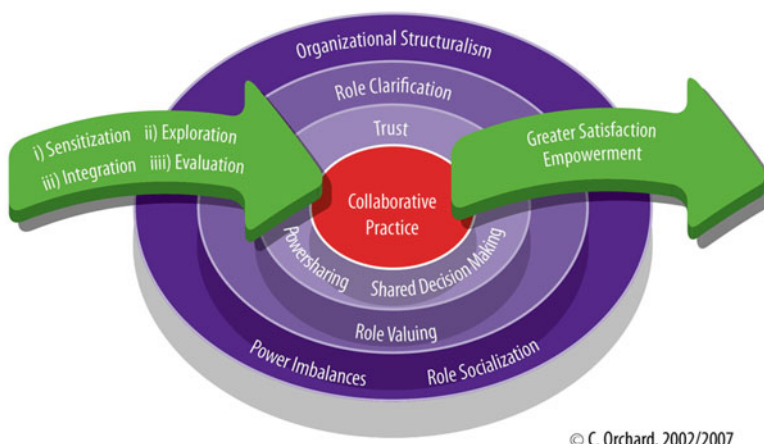 Organizational Structuralism
Role Clarification
Trust
i) Sensitization ii) Exploration
iii) Integration iiii) Evaluation
Greater Satisfaction
Empowerment
Collaborative
Practice
Powersharing
Shared Decision Making
Role Valuing
Power Imbalances
Role Socialization
© C. Orchard, 2002/2007